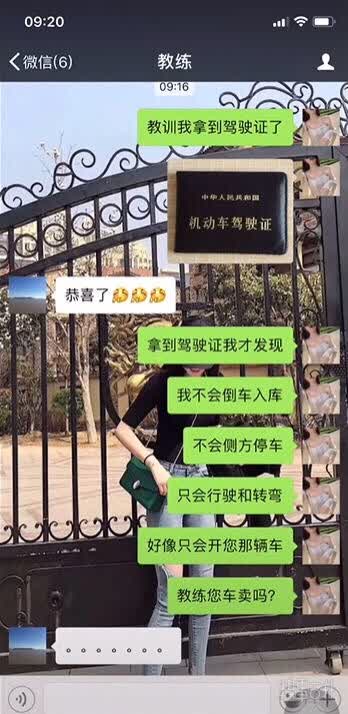 09:20
微信(6)
教练
09:16
教训我拿到驾驶证了
中华人民共和国
机动车驾驶证
恭喜了
拿到驾驶证我才发现
我不会倒车入库
不会侧方停车
只会行驶和转弯
好像只会开您那辆车
教练您车卖吗?
。。。。。。。